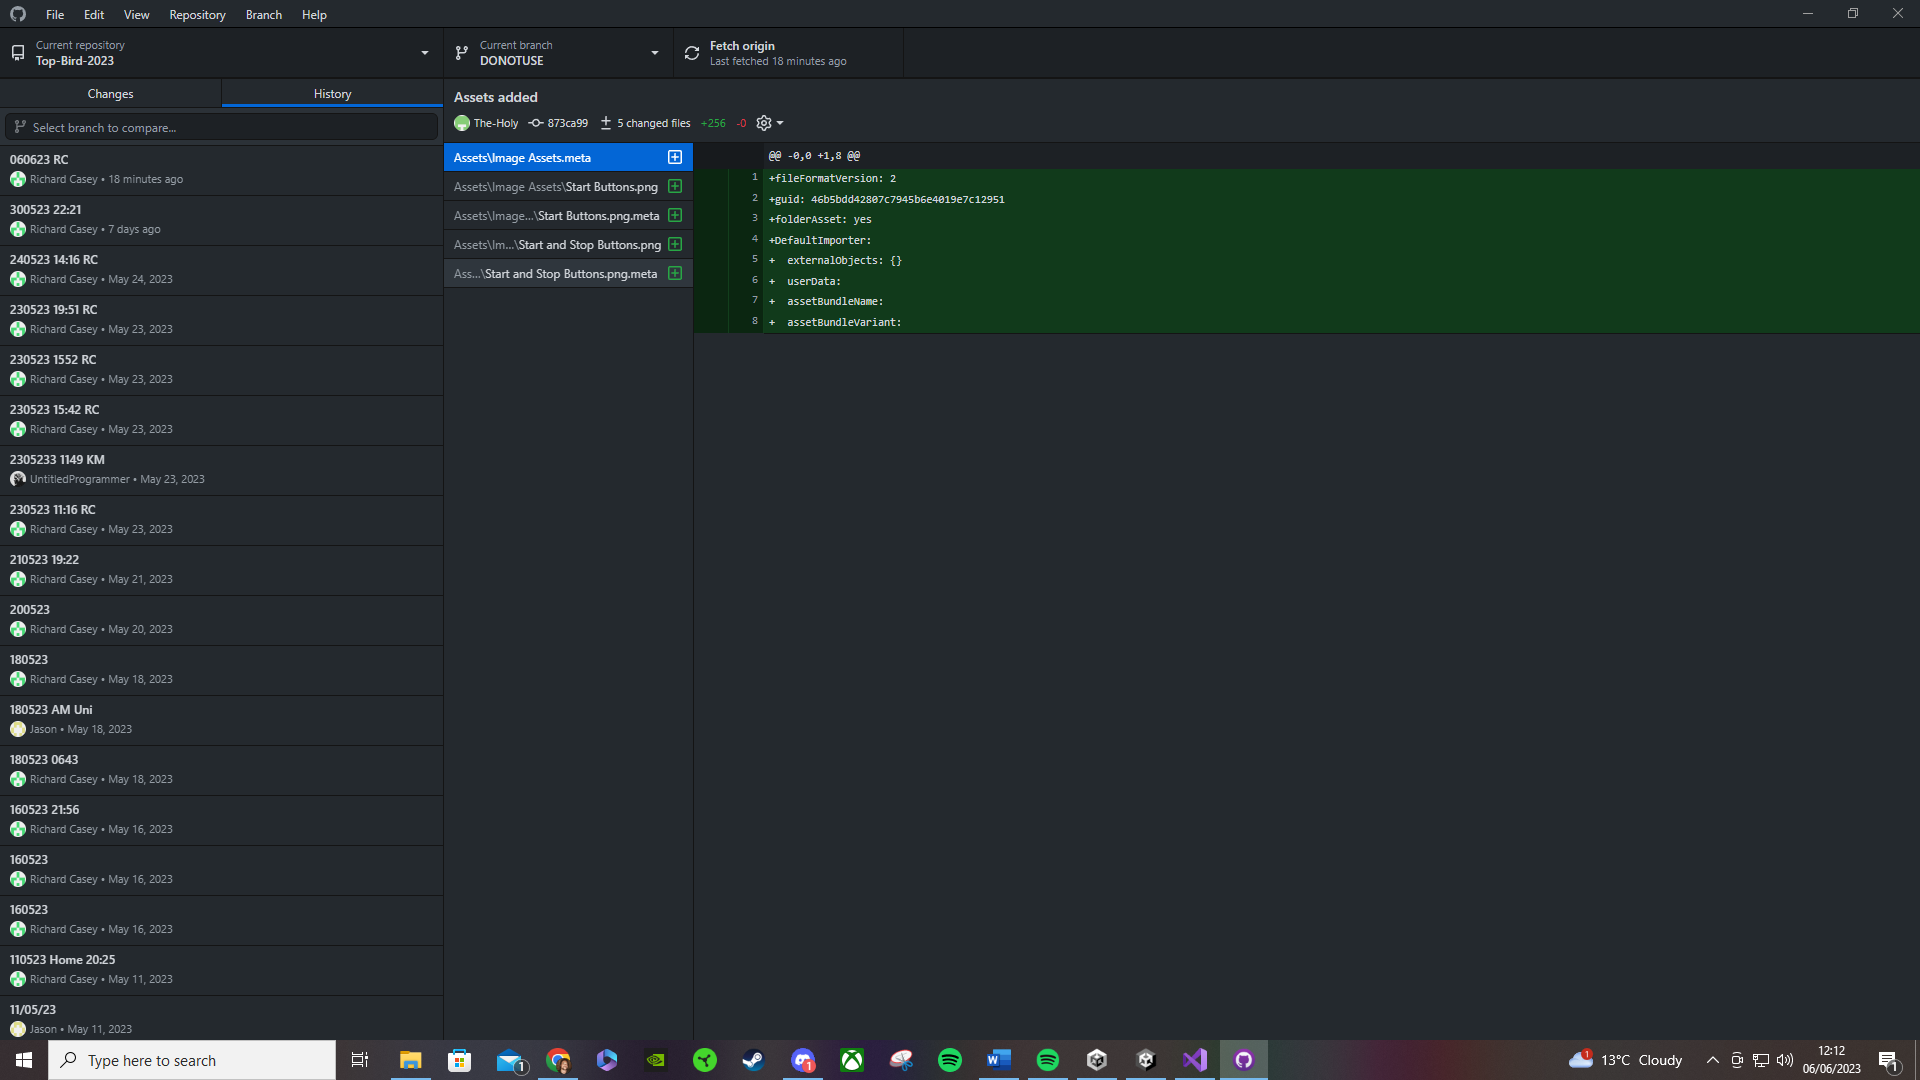 File Edit View Repository Branch Help
Current repository
Top-Bird-2023
Current branch
DONOTUSE
Fetch origin
Last fetched 18 minutes ago
Changes
History
Select branch to compare...
060623 RC
Richard Casey • 18 minutes ago
300523 22:21
Richard Casey • 7 days ago
240523 14:16 RC
Richard Casey • May 24, 2023
230523 19:51 RC
Richard Casey • May 23, 2023
230523 1552 RC
Richard Casey • May 23, 2023
230523 15:42 RC
Richard Casey • May 23, 2023
2305233 1149 KM
UntitledProgrammer • May 23, 2023
230523 11:16 RC
Richard Casey • May 23, 2023
210523 19:22
Richard Casey • May 21, 2023
200523
Richard Casey • May 20, 2023
180523
Richard Casey • May 18, 2023
180523 AM Uni
Jason • May 18, 2023
180523 0643
Richard Casey • May 18, 2023
160523 21:56
Richard Casey • May 16, 2023
160523
Richard Casey • May 16, 2023
160523
Richard Casey • May 16, 2023
110523 Home 20:25
Richard Casey • May 11, 2023
11/05/23
Jason • May 11, 2023
Assets added
The-Holy 873ca99 5 changed files +256 -0
Assets\Image Assets.meta
Assets\Image Assets\Start Buttons.png
Assets\Image...\Start Buttons.png.meta
Assets\Im...\Start and Stop Buttons.png
Ass...\Start and Stop Buttons.png.meta
@@ -0,0 +1,8 @@
1 +fileFormatVersion: 2
2 +guid: 46b5bdd42807c7945b6e4019e7c12951
3 +folderAsset: yes
4 +DefaultImporter:
5 +  externalObjects: {}
6 +  userData:
7 +  assetBundleName:
8 +  assetBundleVariant:
Type here to search
1
1
1
13°C Cloudy
12:12
06/06/2023
1